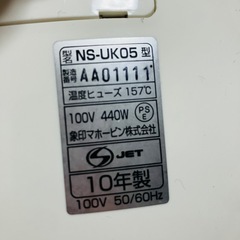 型名 NS-UK05 型
製造番号 AA01111*
温度ヒューズ 157℃
100V 440W PSE
象印マホービン株式会社
S JET
10年製
100V 50/60Hz